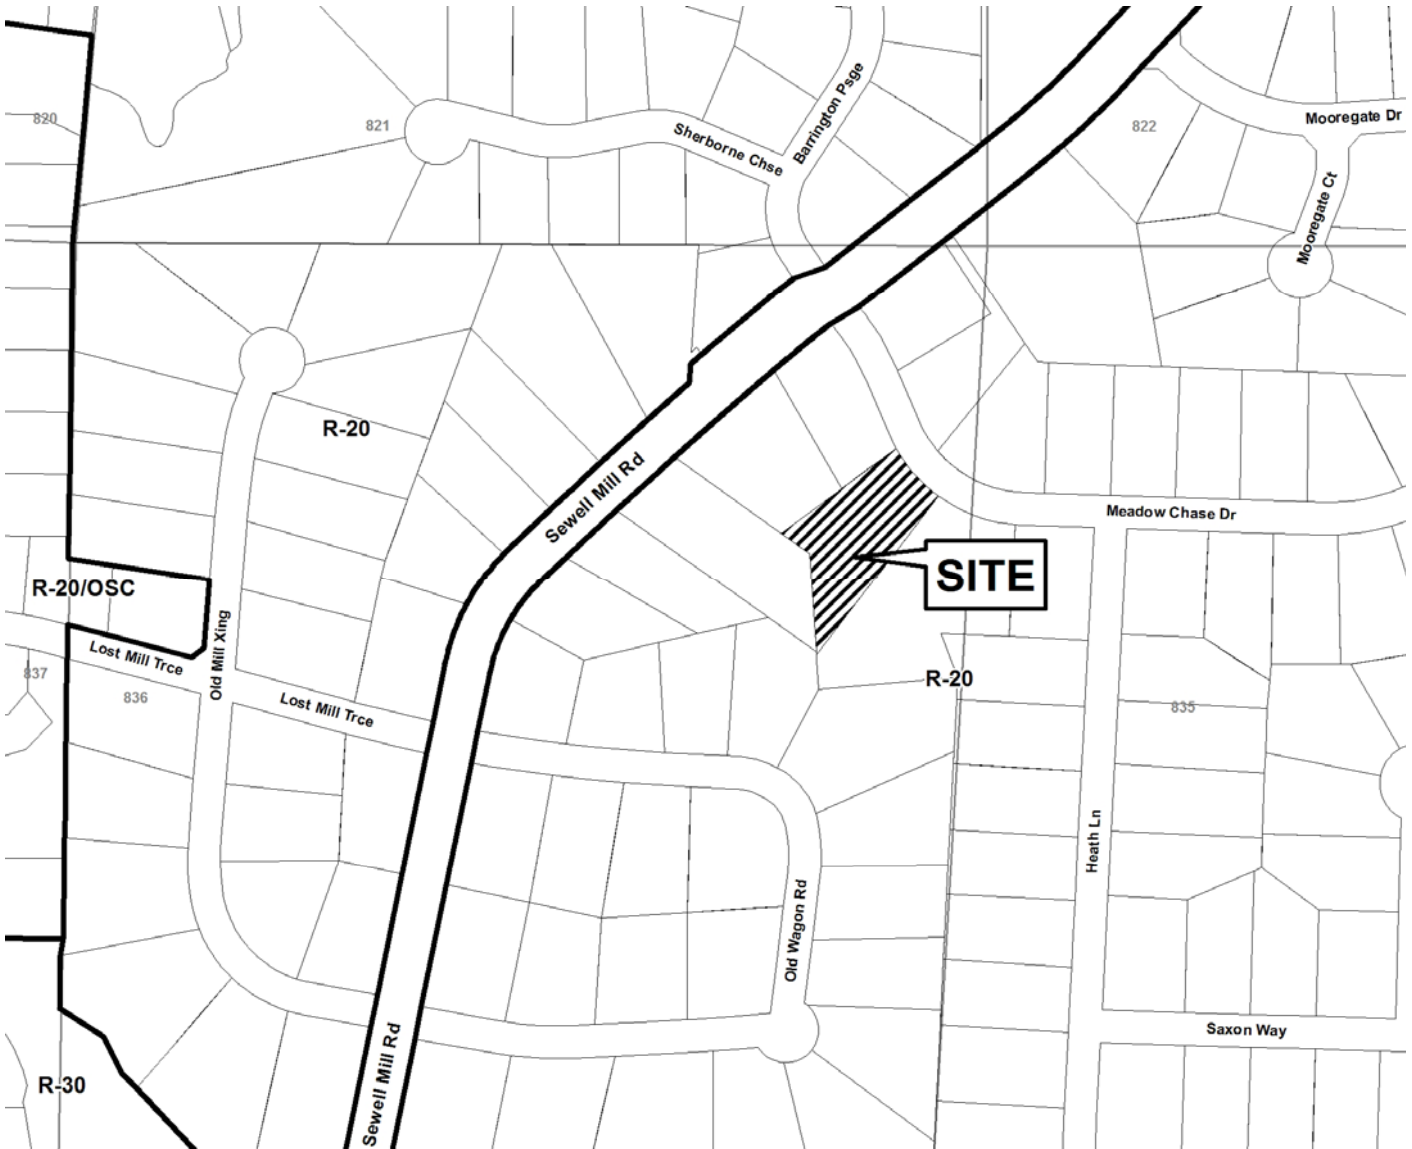 820
821
Sherborne Chse
Barrington Psge
822
Mooregate Dr
Mooregate Ct
R-20
Sewell Mill Rd
Meadow Chase Dr
SITE
R-20/OSC
Lost Mill Trce
Old Mill Xing
837
836
Lost Mill Trce
R-20
835
Heath Ln
Old Wagon Rd
Saxon Way
Sewell Mill Rd
R-30